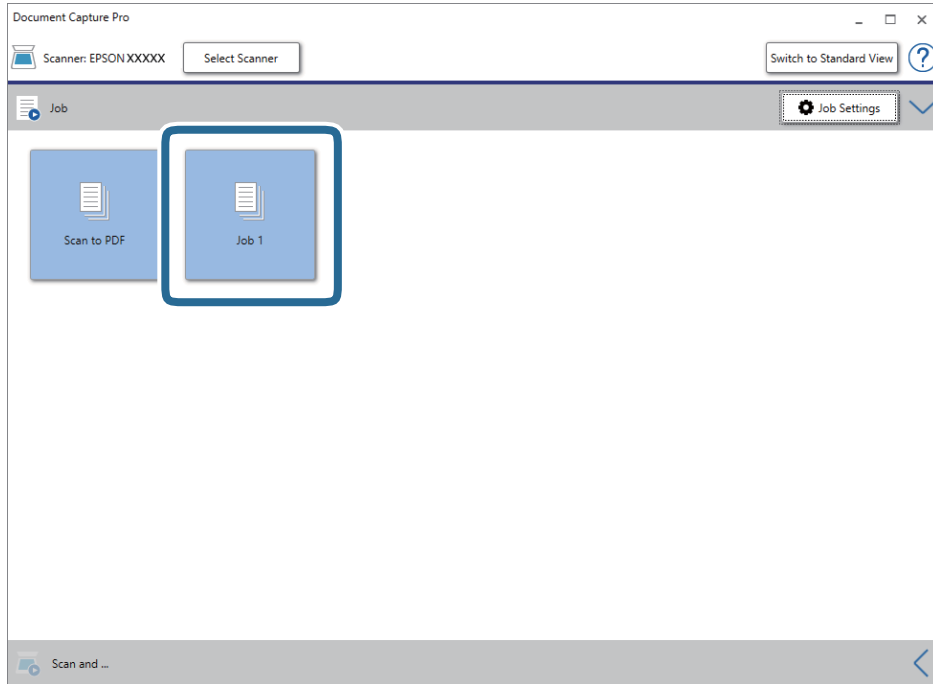 Document Capture Pro
Scanner: EPSON XXXXX Select Scanner Switch to Standard View ?
Job Job Settings
Scan to PDF Job 1
Scan and ...